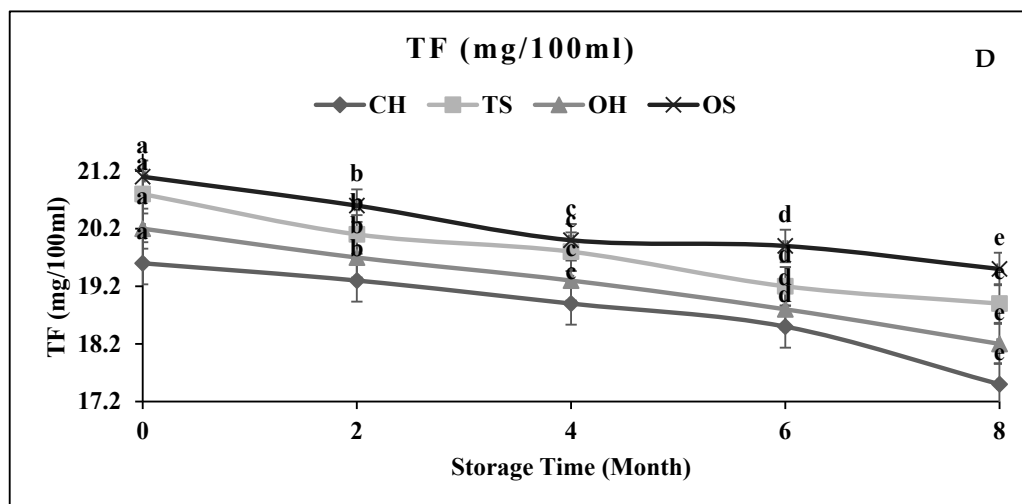 TF (mg/100ml)
D
CH TS OH OS
TF (mg/100ml)
21.2
20.2
19.2
18.2
17.2
a
a
a
a
b
b
b
b
c
c
c
c
d
d
d
d
e
e
e
e
0 2 4 6 8
Storage Time (Month)